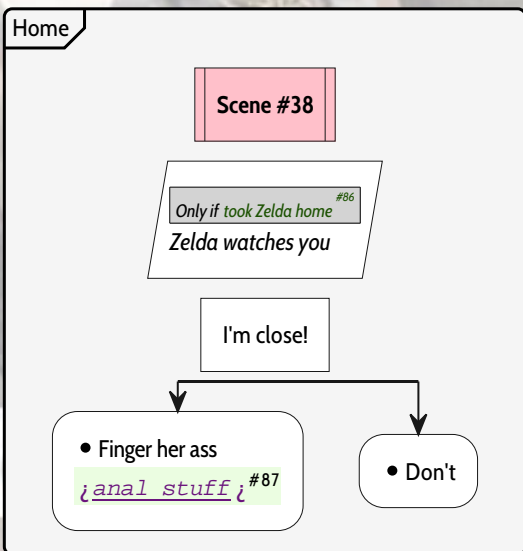 Home
Scene #38
Only if took Zelda home #86
Zelda watches you
I'm close!
• Finger her ass
¿anal stuff¿#87
• Don't